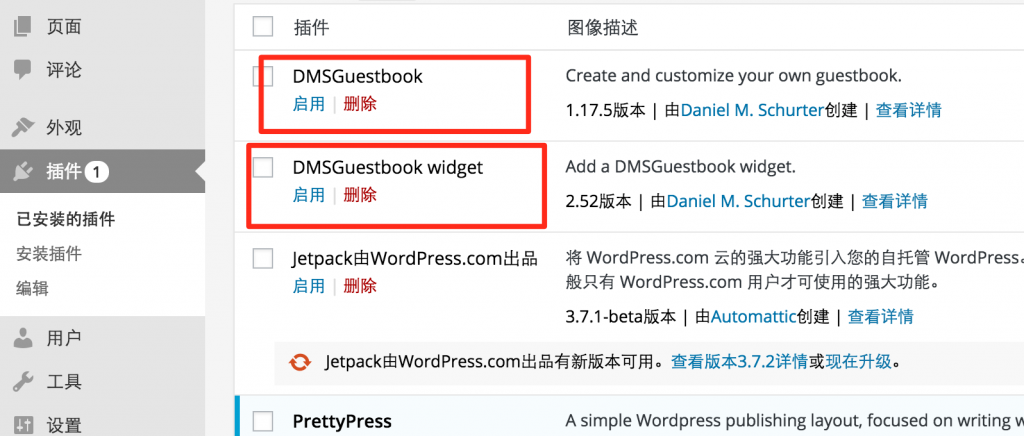 页面
评论
外观
插件 1
已安装的插件
安装插件
编辑
用户
工具
设置
插件 图像描述
DMSGuestbook Create and customize your own guestbook.
启用 | 删除 1.17.5版本 | 由Daniel M. Schurter创建 | 查看详情
DMSGuestbook widget Add a DMSGuestbook widget.
启用 | 删除 2.52版本 | 由Daniel M. Schurter创建 | 查看详情
Jetpack由WordPress.com出品 将 WordPress.com 云的强大功能引入您的自托管 WordPress。
启用 | 删除 般只有 WordPress.com 用户才可使用的强大功能。
3.7.1-beta版本 | 由Automattic创建 | 查看详情
Jetpack由WordPress.com出品有新版本可用。查看版本3.7.2详情或现在升级。
PrettyPress A simple Wordpress publishing layout, focused on writing